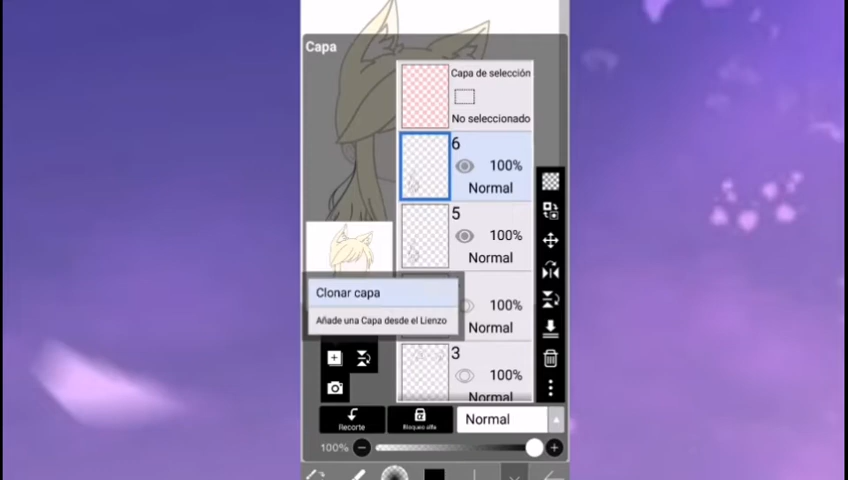 Capa
Capa de selección
No seleccionado
6
100%
Normal
5
100%
Normal
100%
Normal
Clonar capa
Añade una Capa desde el Lienzo
3
100%
Normal
Recorte
Bloqueo alfa
Normal
100%